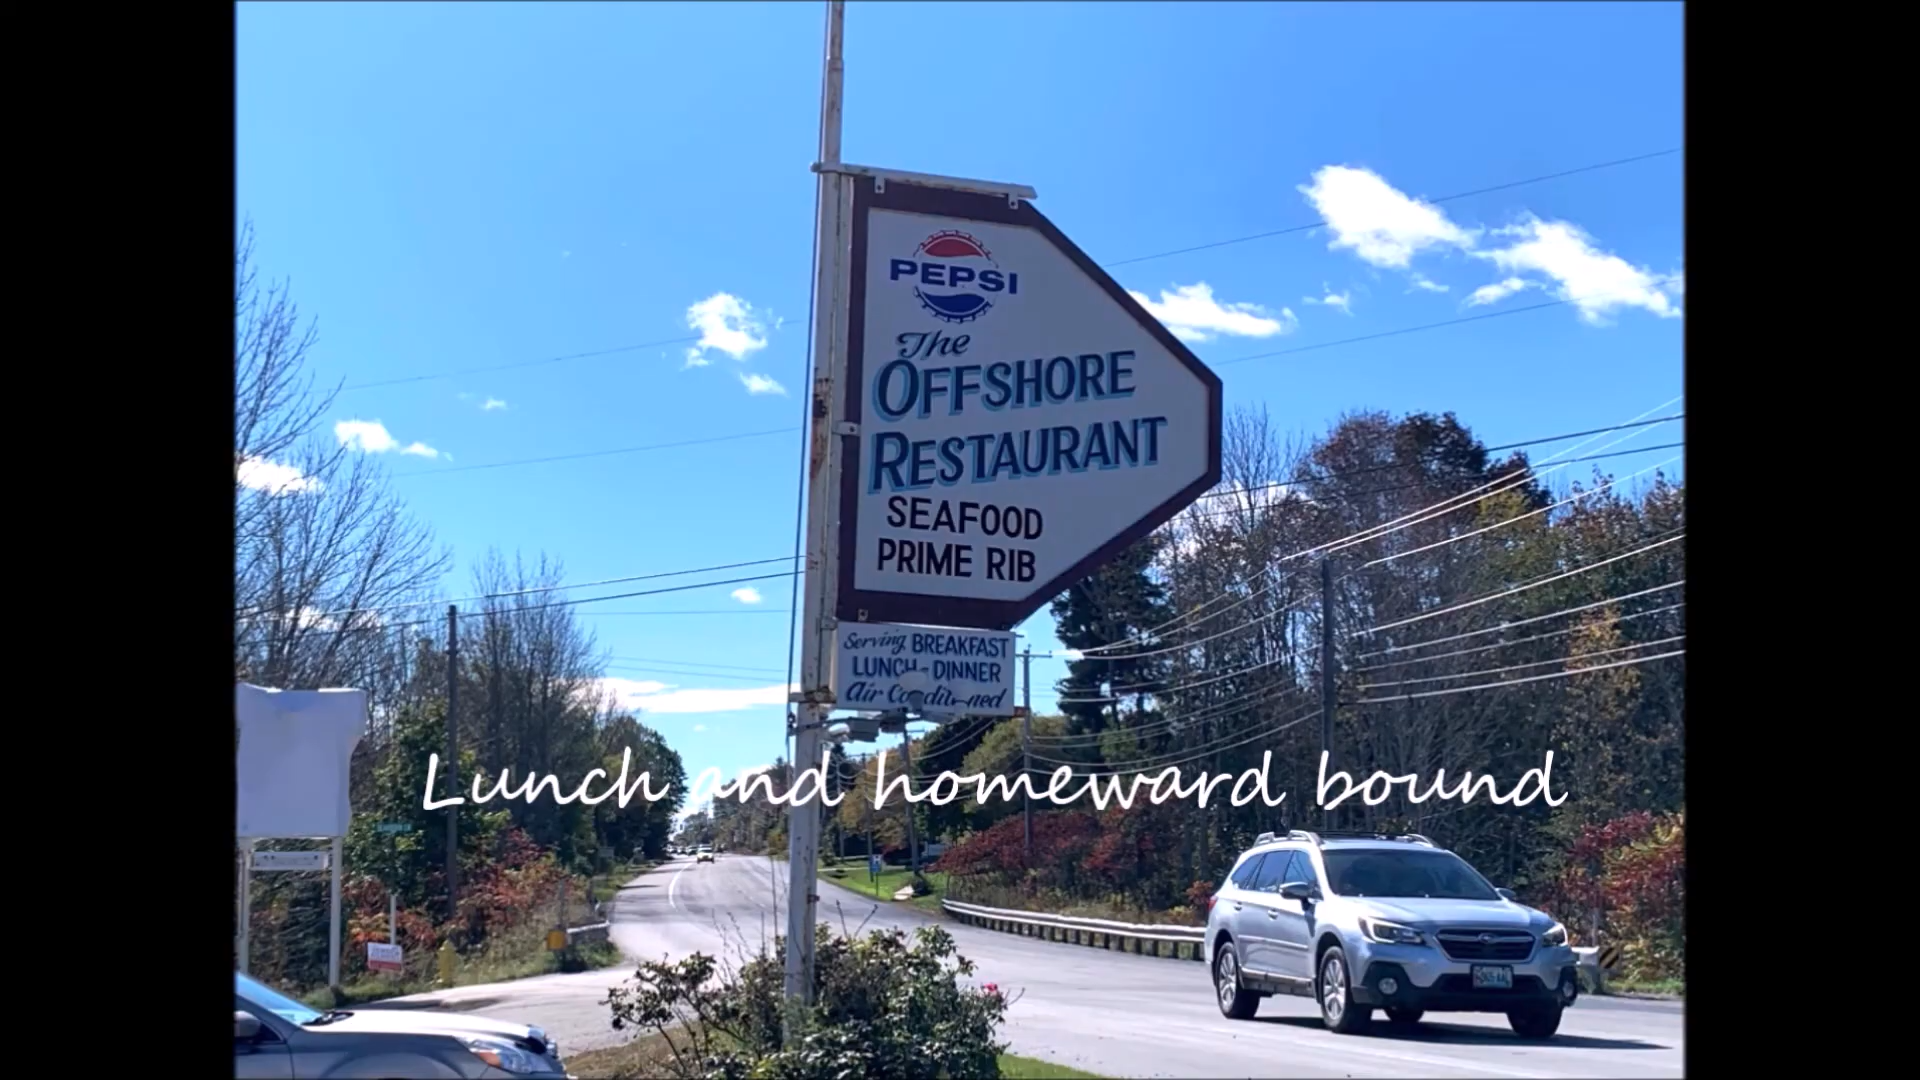 PEPSI
The
OFFSHORE
RESTAURANT
SEAFOOD
PRIME RIB
Serving BREAKFAST
LUNCH - DINNER
Air Conditioned
Lunch and homeward bound